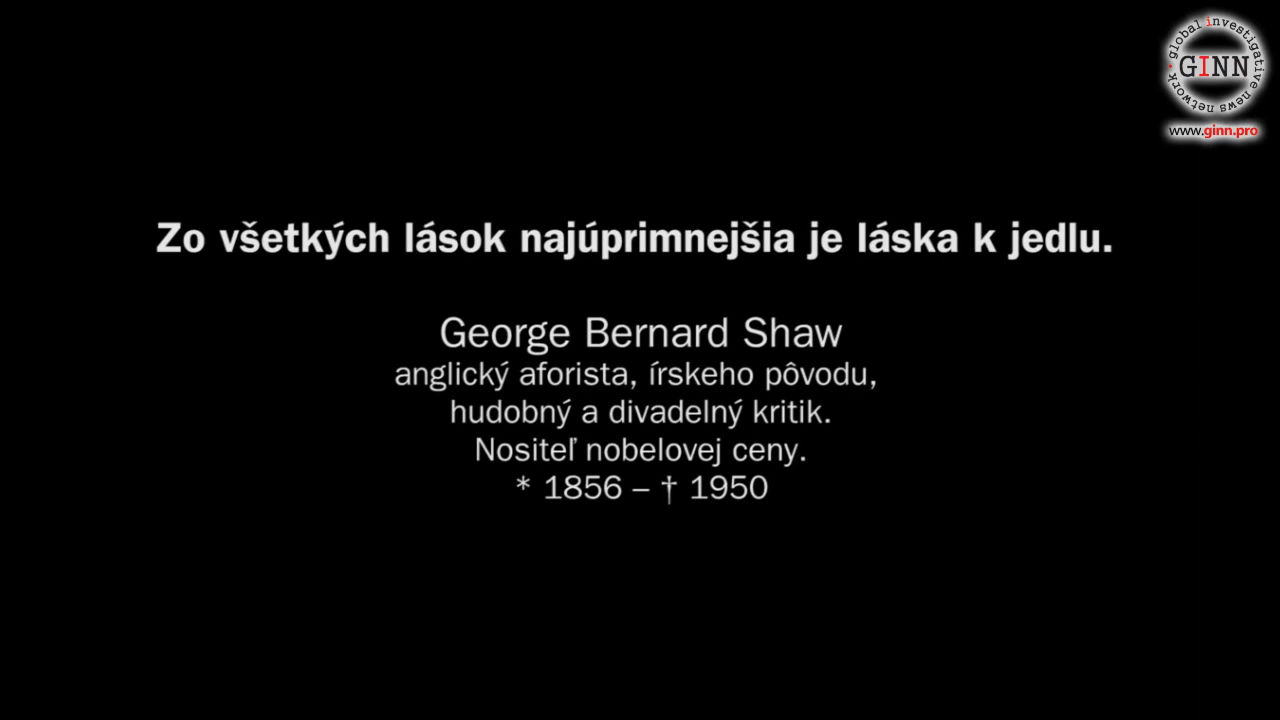 global investigative news network
GINN
www.ginn.pro
Zo všetkých lások najúprimnejšia je láska k jedlu.
George Bernard Shaw
anglický aforista, írskeho pôvodu,
hudobný a divadelný kritik.
Nositeľ nobelovej ceny.
* 1856 – † 1950